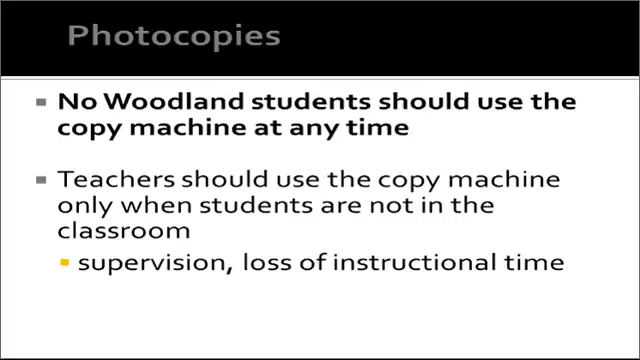 Photocopies
No Woodland students should use the
copy machine at any time
Teachers should use the copy machine
only when students are not in the
classroom
supervision, loss of instructional time